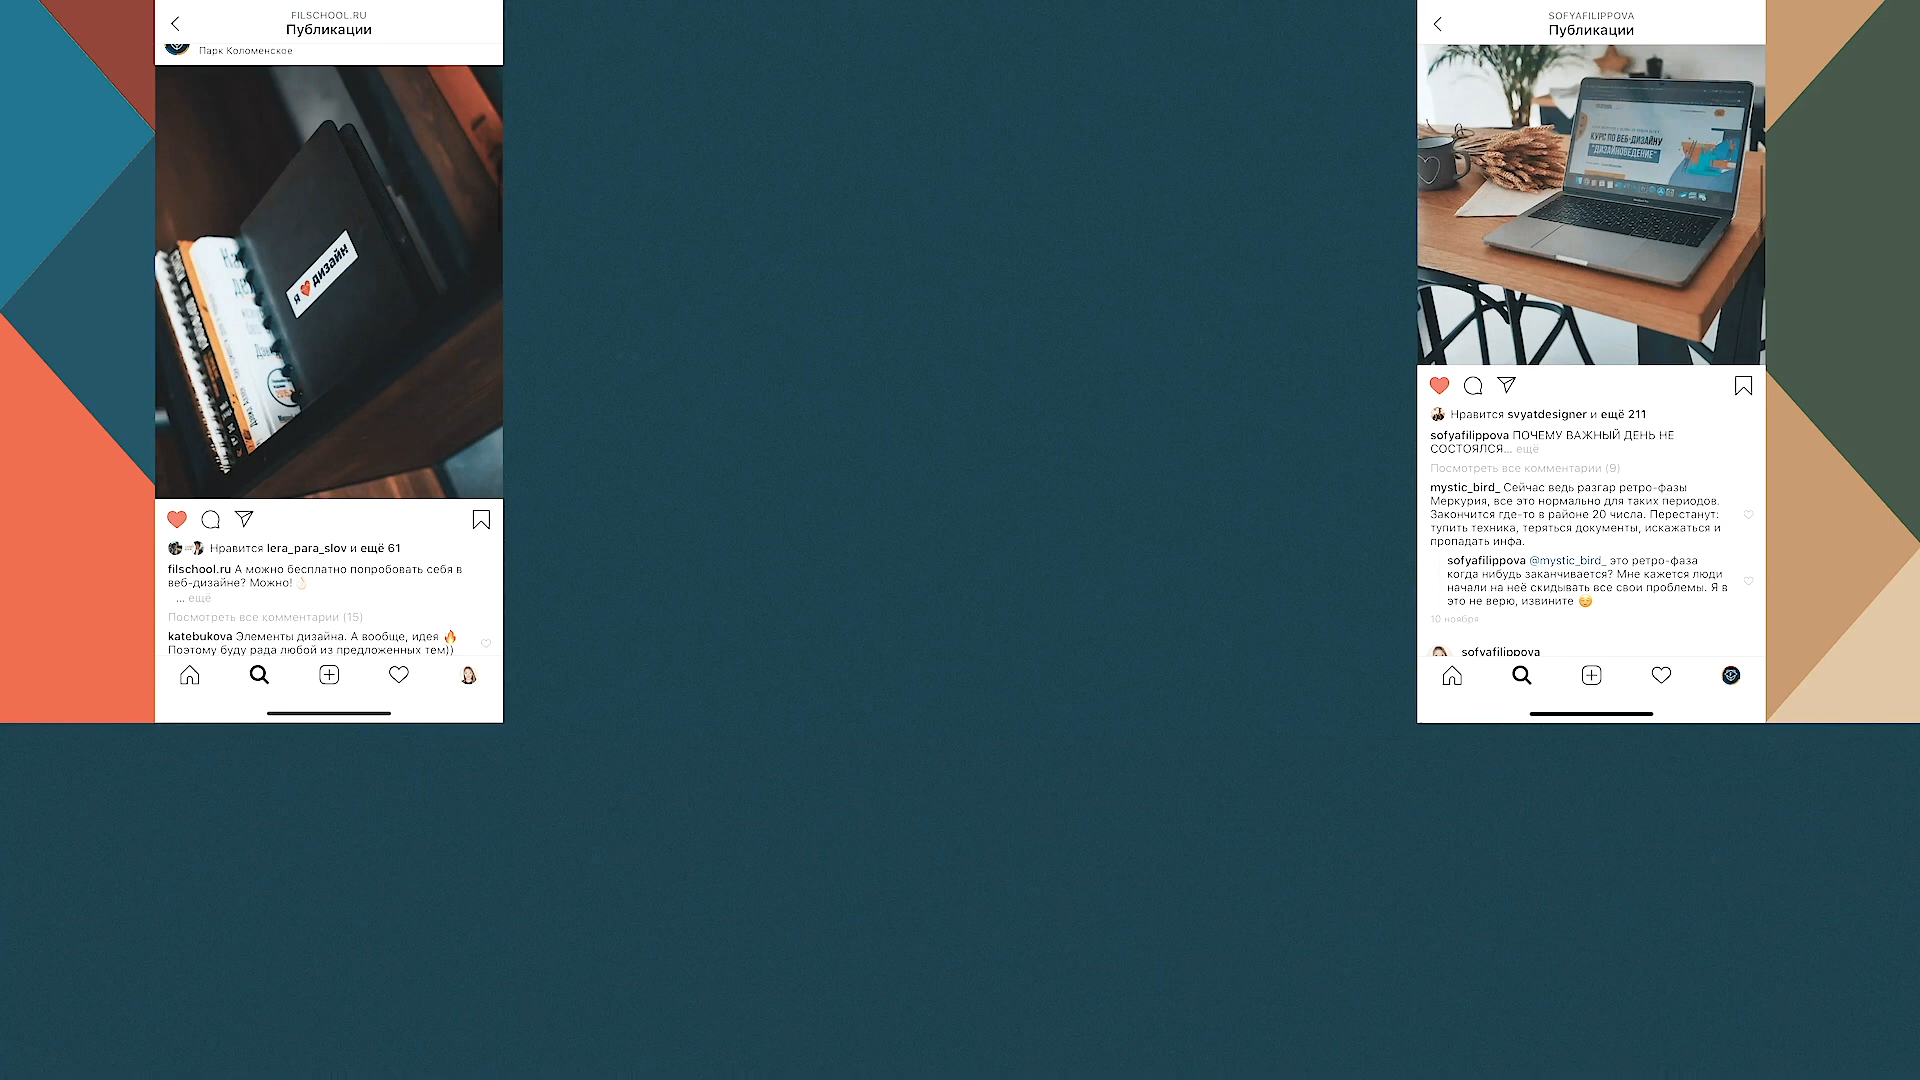 FILSCHOOL.RU
Публикации
Парк Коломенское
я ❤️ дизайн
Нравится lera_para_slov и ещё 61
filschool.ru А можно бесплатно попробовать себя в
веб-дизайне? Можно! 👌🏻
... ещё
Посмотреть все комментарии (15)
katebukova Элементы дизайна. А вообще, идея 🔥
Поэтому буду рада любой из предложенных тем))
SOFYAFILIPPOVA
Публикации
КУРС ПО ВЕБ-ДИЗАЙНУ
"ДИЗАЙНОВЕДЕНИЕ"
Нравится svyatdesigner и ещё 211
sofyafilippova ПОЧЕМУ ВАЖНЫЙ ДЕНЬ НЕ
СОСТОЯЛСЯ... ещё
Посмотреть все комментарии (9)
mystic_bird_ Сейчас ведь разгар ретро-фазы
Меркурия, все это нормально для таких периодов.
Закончится где-то в районе 20 числа. Перестанут:
тупить техника, теряться документы, искажаться и
пропадать инфа.
sofyafilippova @mystic_bird_ это ретро-фаза
когда нибудь заканчивается? Мне кажется люди
начали на неё скидывать все свои проблемы. Я в
это не верю, извините ☺️
10 ноября
sofyafilippova